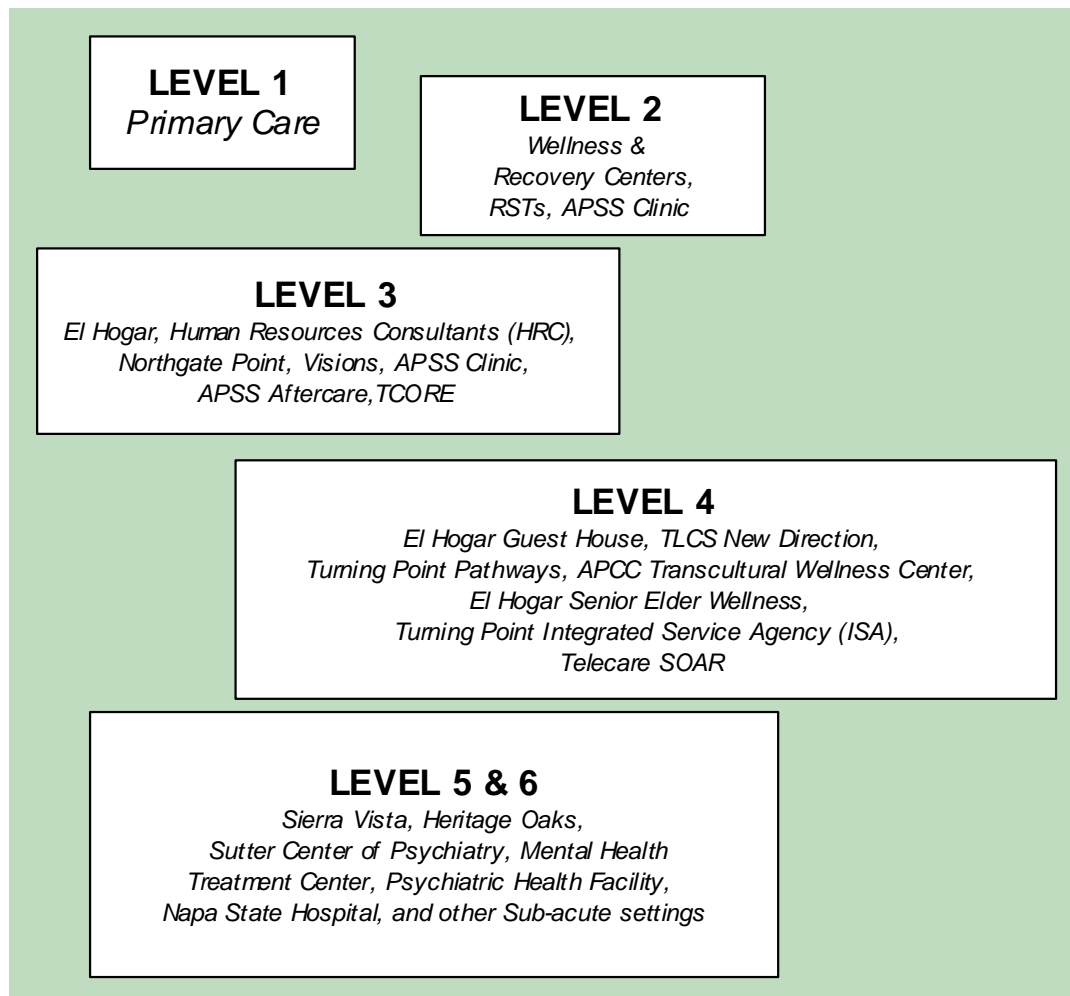 LEVEL 1
Primary Care
LEVEL 2
Wellness &
Recovery Centers,
RSTs, APSS Clinic
LEVEL 3
El Hogar, Human Resources Consultants (HRC),
Northgate Point, Visions, APSS Clinic,
APSS Aftercare,TCORE
LEVEL 4
El Hogar Guest House, TLCS New Direction,
Turning Point Pathways, APCC Transcultural Wellness Center,
El Hogar Senior Elder Wellness,
Turning Point Integrated Service Agency (ISA),
Telecare SOAR
LEVEL 5 & 6
Sierra Vista, Heritage Oaks,
Sutter Center of Psychiatry, Mental Health
Treatment Center, Psychiatric Health Facility,
Napa State Hospital, and other Sub-acute settings